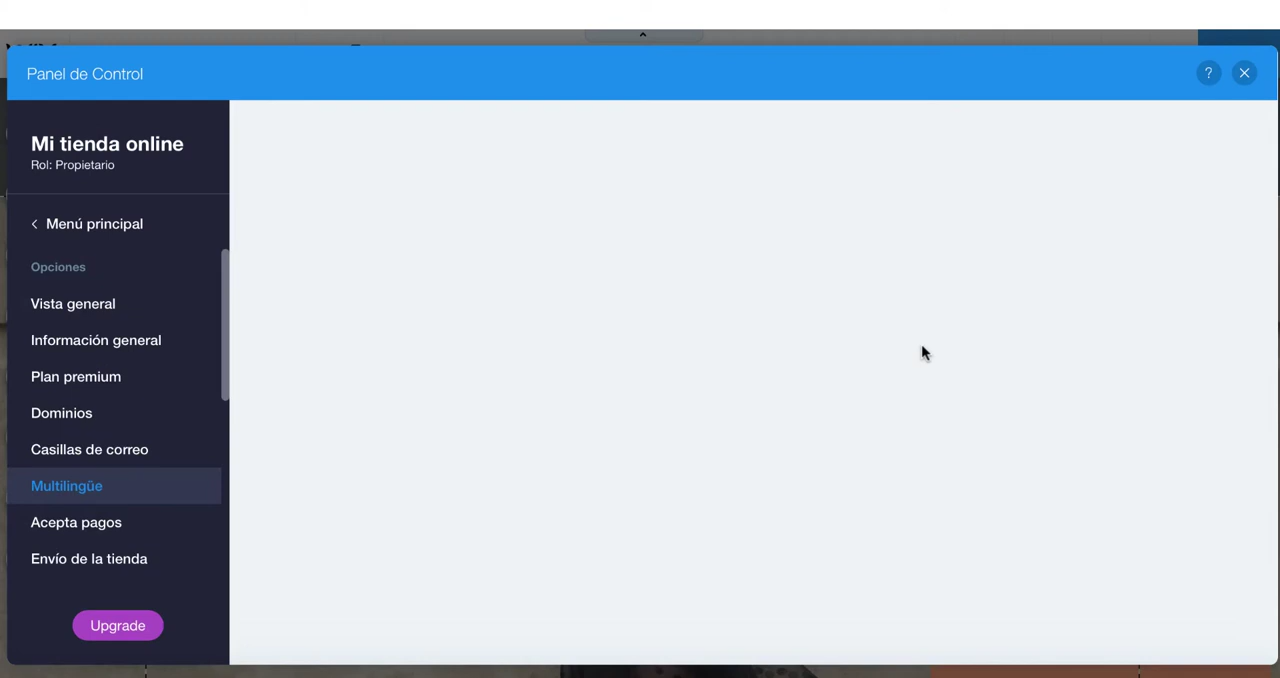 Panel de Control
?
Mi tienda online
Rol: Propietario
Menú principal
Opciones
Vista general
Información general
Plan premium
Dominios
Casillas de correo
Multilingüe
Acepta pagos
Envío de la tienda
Upgrade